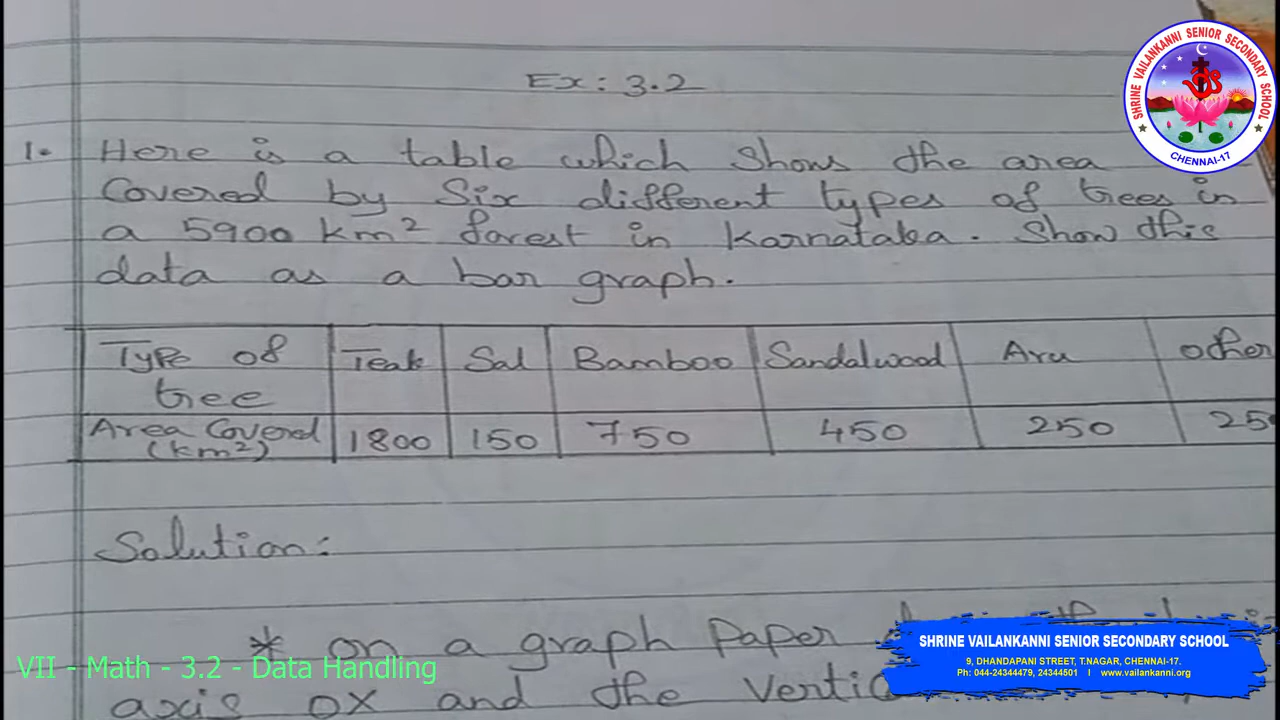 Ex: 3.2
1. Here is a table which shows the area
Covered by Six different types of trees in
a 5900 km² forest in Karnataka. Show this
data as a bar graph.
Type of tree | Teak | Sal | Bamboo | Sandalwood | Aru | other
Area Coverd (km²) | 1800 | 150 | 750 | 450 | 250 | 25
Solution:
* on a graph Paper
axis OX and the
SHRINE VAILANKANNI SENIOR SECONDARY SCHOOL
CHENNAI-17
VII - Math - 3.2 - Data Handling
SHRINE VAILANKANNI SENIOR SECONDARY SCHOOL
9, DHANDAPANI STREET, T.NAGAR, CHENNAI-17.
Ph: 044-24344479, 24344501 I www.vailankanni.org